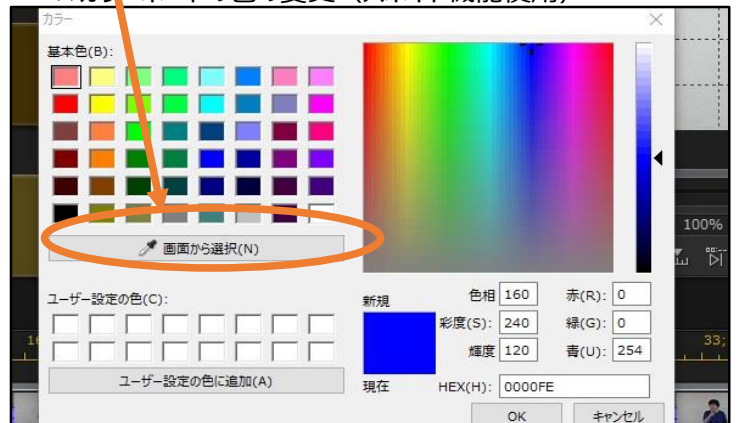 カラー
基本色(B):
画面から選択(N)
ユーザー設定の色(C):
ユーザー設定の色に追加(A)
新規
現在
色相 160 赤(R): 0
彩度(S): 240 緑(G): 0
輝度 120 青(U): 254
HEX(H): 0000FE
OK キャンセル
100%
33;